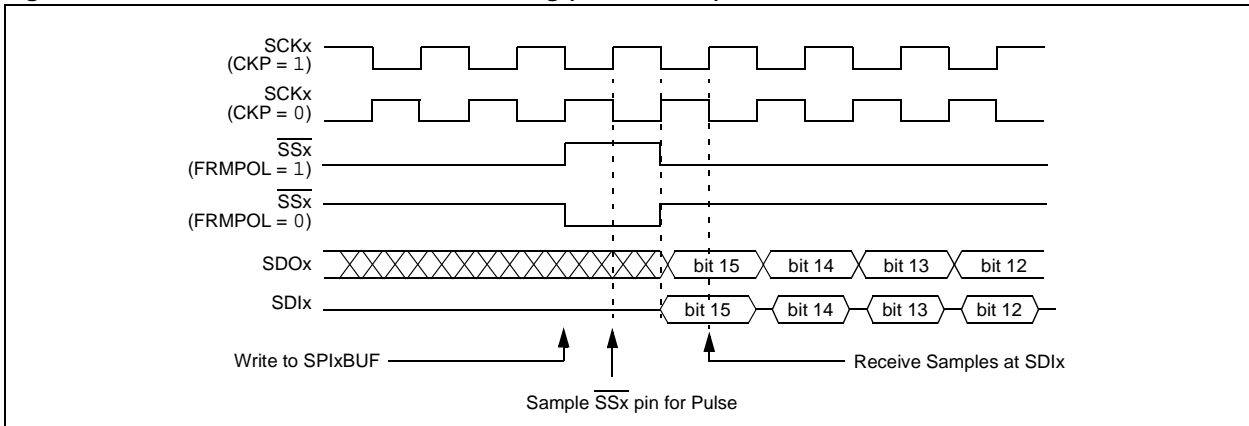 SCKx
(CKP = 1)
SCKx
(CKP = 0)
SSx
(FRMPOL = 1)
SSx
(FRMPOL = 0)
SDOx bit 15 bit 14 bit 13 bit 12
SDIx bit 15 bit 14 bit 13 bit 12
Write to SPIxBUF Receive Samples at SDIx
Sample SSx pin for Pulse